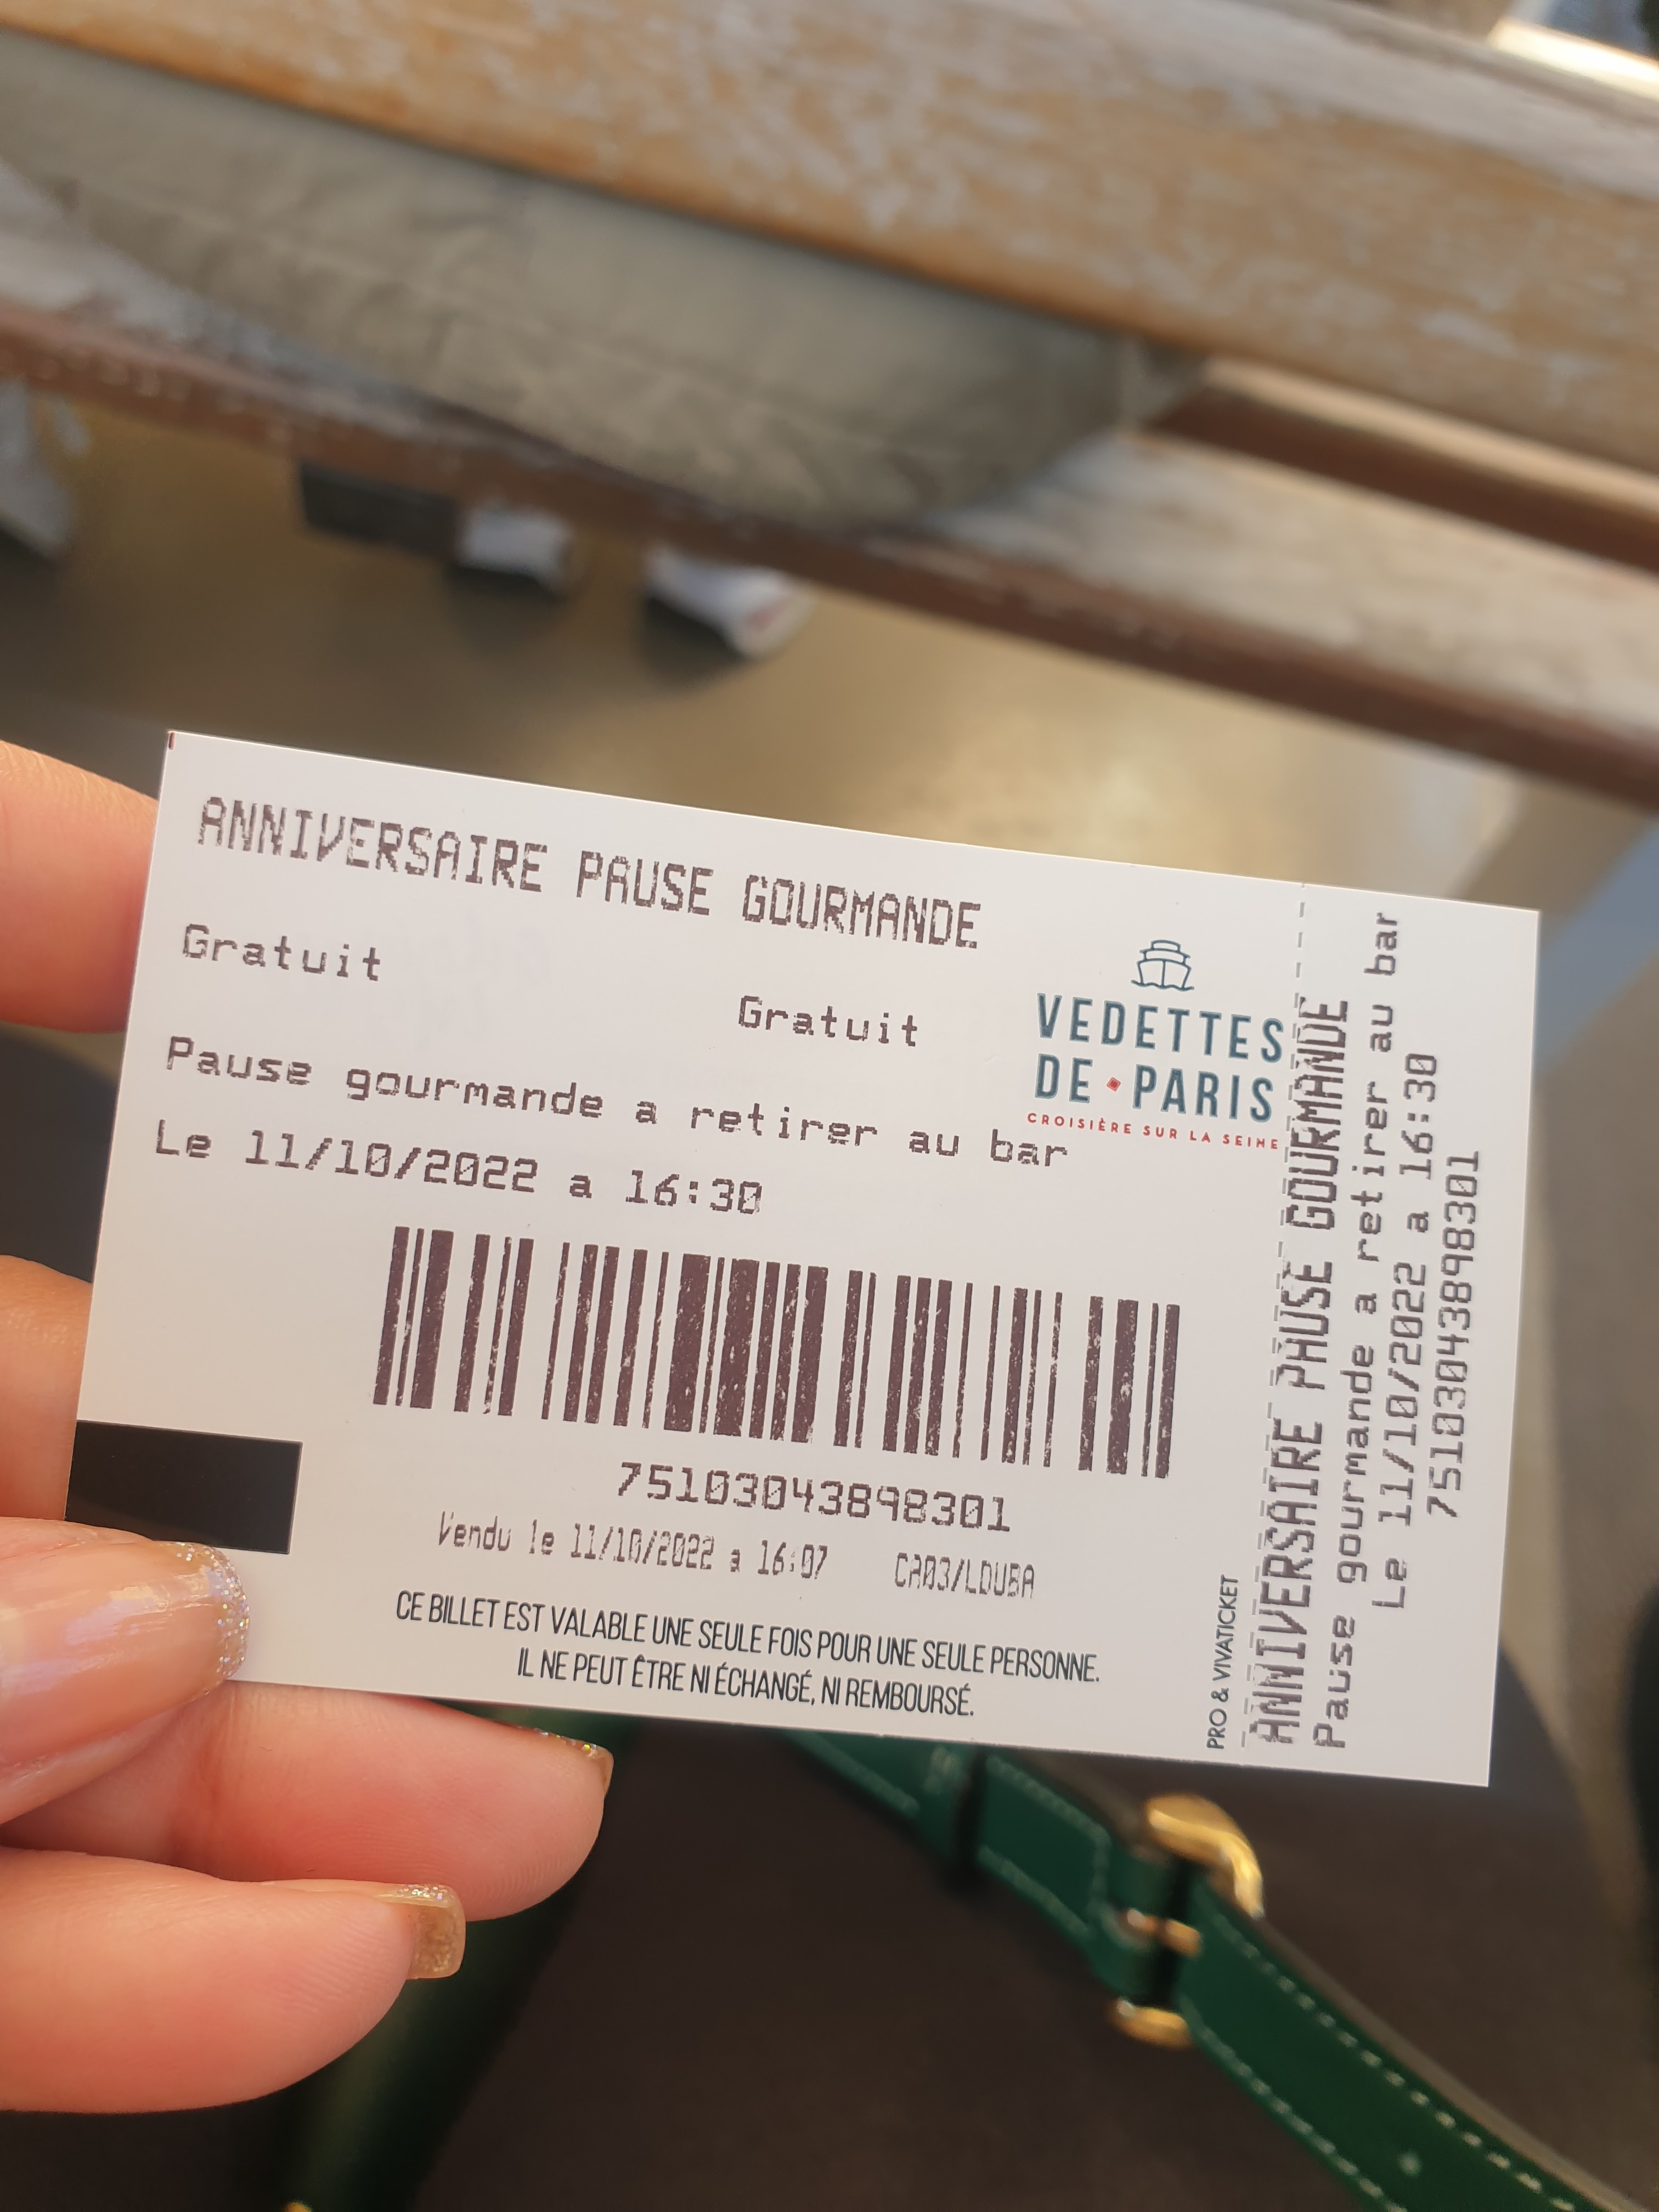 ANNIVERSAIRE PAUSE GOURMANDE
Gratuit
Gratuit
Pause gourmande a retirer au bar
Le 11/10/2022 a 16:30
VEDETTES
DE PARIS
CROISIÈRE SUR LA SEINE
75103043898301
Vendu le 11/10/2022 a 16:07 CA03/LDUBA
CE BILLET EST VALABLE UNE SEULE FOIS POUR UNE SEULE PERSONNE.
IL NE PEUT ÊTRE NI ÉCHANGÉ, NI REMBOURSÉ.
PRO & VIVATICKET
ANNIVERSAIRE PAUSE GOURMANDE
Pause gourmande a retirer au bar
Le 11/10/2022 a 16:30
75103043898301